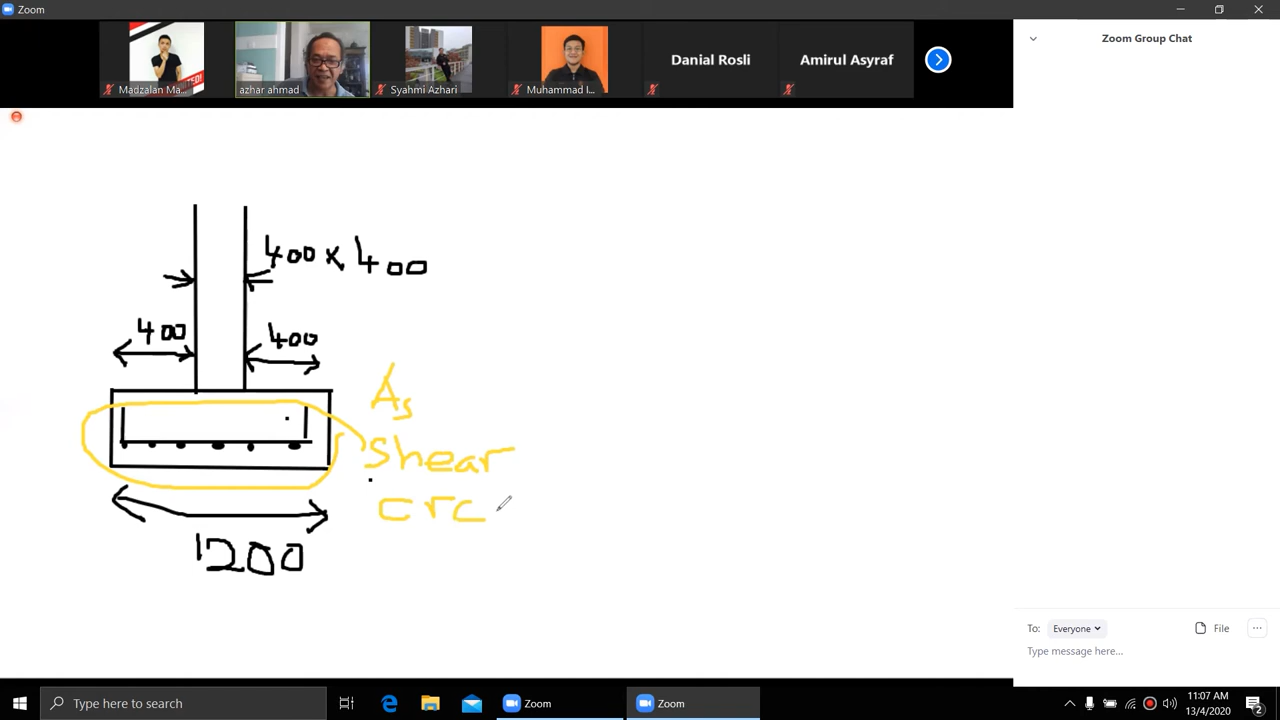 Zoom
Madzalan Ma...
azhar ahmad
Syahmi Azhari
Muhammad I...
Danial Rosli
Amirul Asyraf
Zoom Group Chat
400 x 400
400
400
As
Shear
crc
1200
To:
Everyone
File
...
Type message here...
Type here to search
Zoom
Zoom
11:07 AM
13/4/2020
2